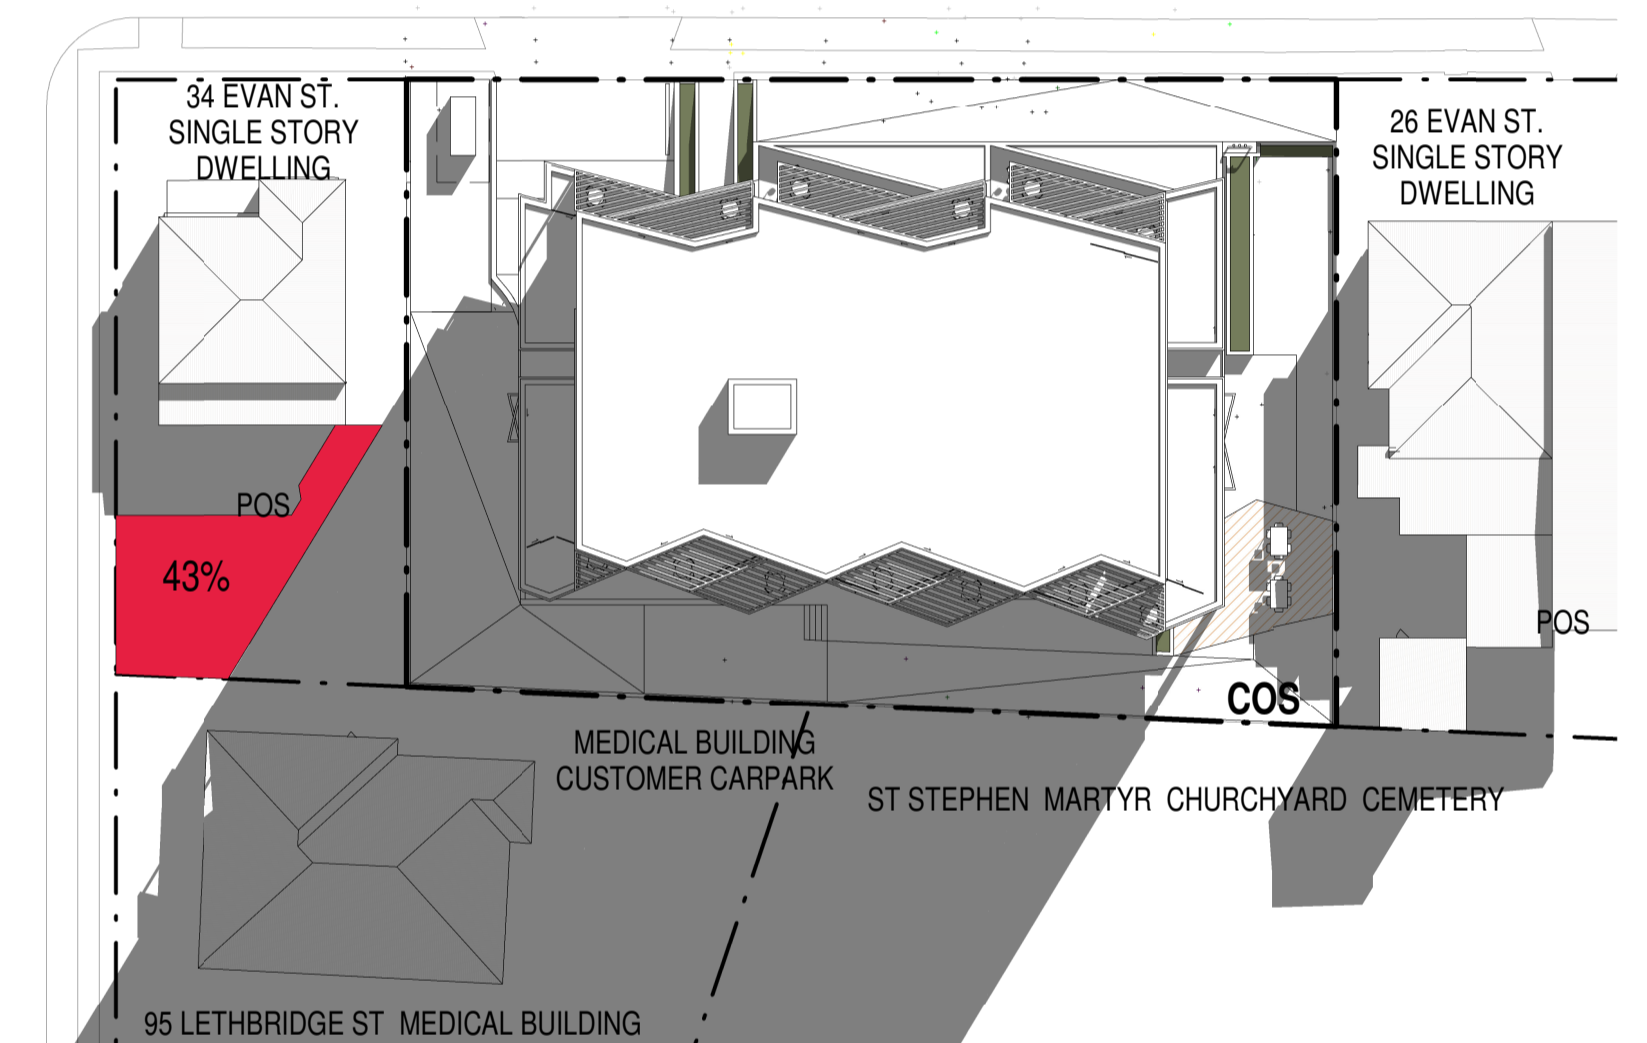 34 EVAN ST.
SINGLE STORY
DWELLING
26 EVAN ST.
SINGLE STORY
DWELLING
POS
43%
POS
COS
MEDICAL BUILDING
CUSTOMER CARPARK
ST STEPHEN MARTYR CHURCHYARD CEMETERY
95 LETHBRIDGE ST MEDICAL BUILDING